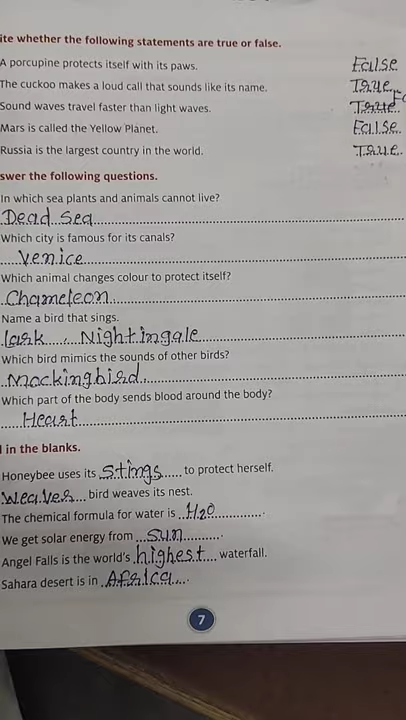 ite whether the following statements are true or false.
A porcupine protects itself with its paws. False
The cuckoo makes a loud call that sounds like its name. True
Sound waves travel faster than light waves. True Fa
Mars is called the Yellow Planet. False.
Russia is the largest country in the world. True.
swer the following questions.
In which sea plants and animals cannot live?
Dead Sea
Which city is famous for its canals?
Venice
Which animal changes colour to protect itself?
Chameleon
Name a bird that sings.
lark , Nightingale
Which bird mimics the sounds of other birds?
Mockingbird
Which part of the body sends blood around the body?
Heart
l in the blanks.
Honeybee uses its stings to protect herself.
Weaver bird weaves its nest.
The chemical formula for water is H2O.
We get solar energy from sun.
Angel Falls is the world's highest waterfall.
Sahara desert is in Africa.
7